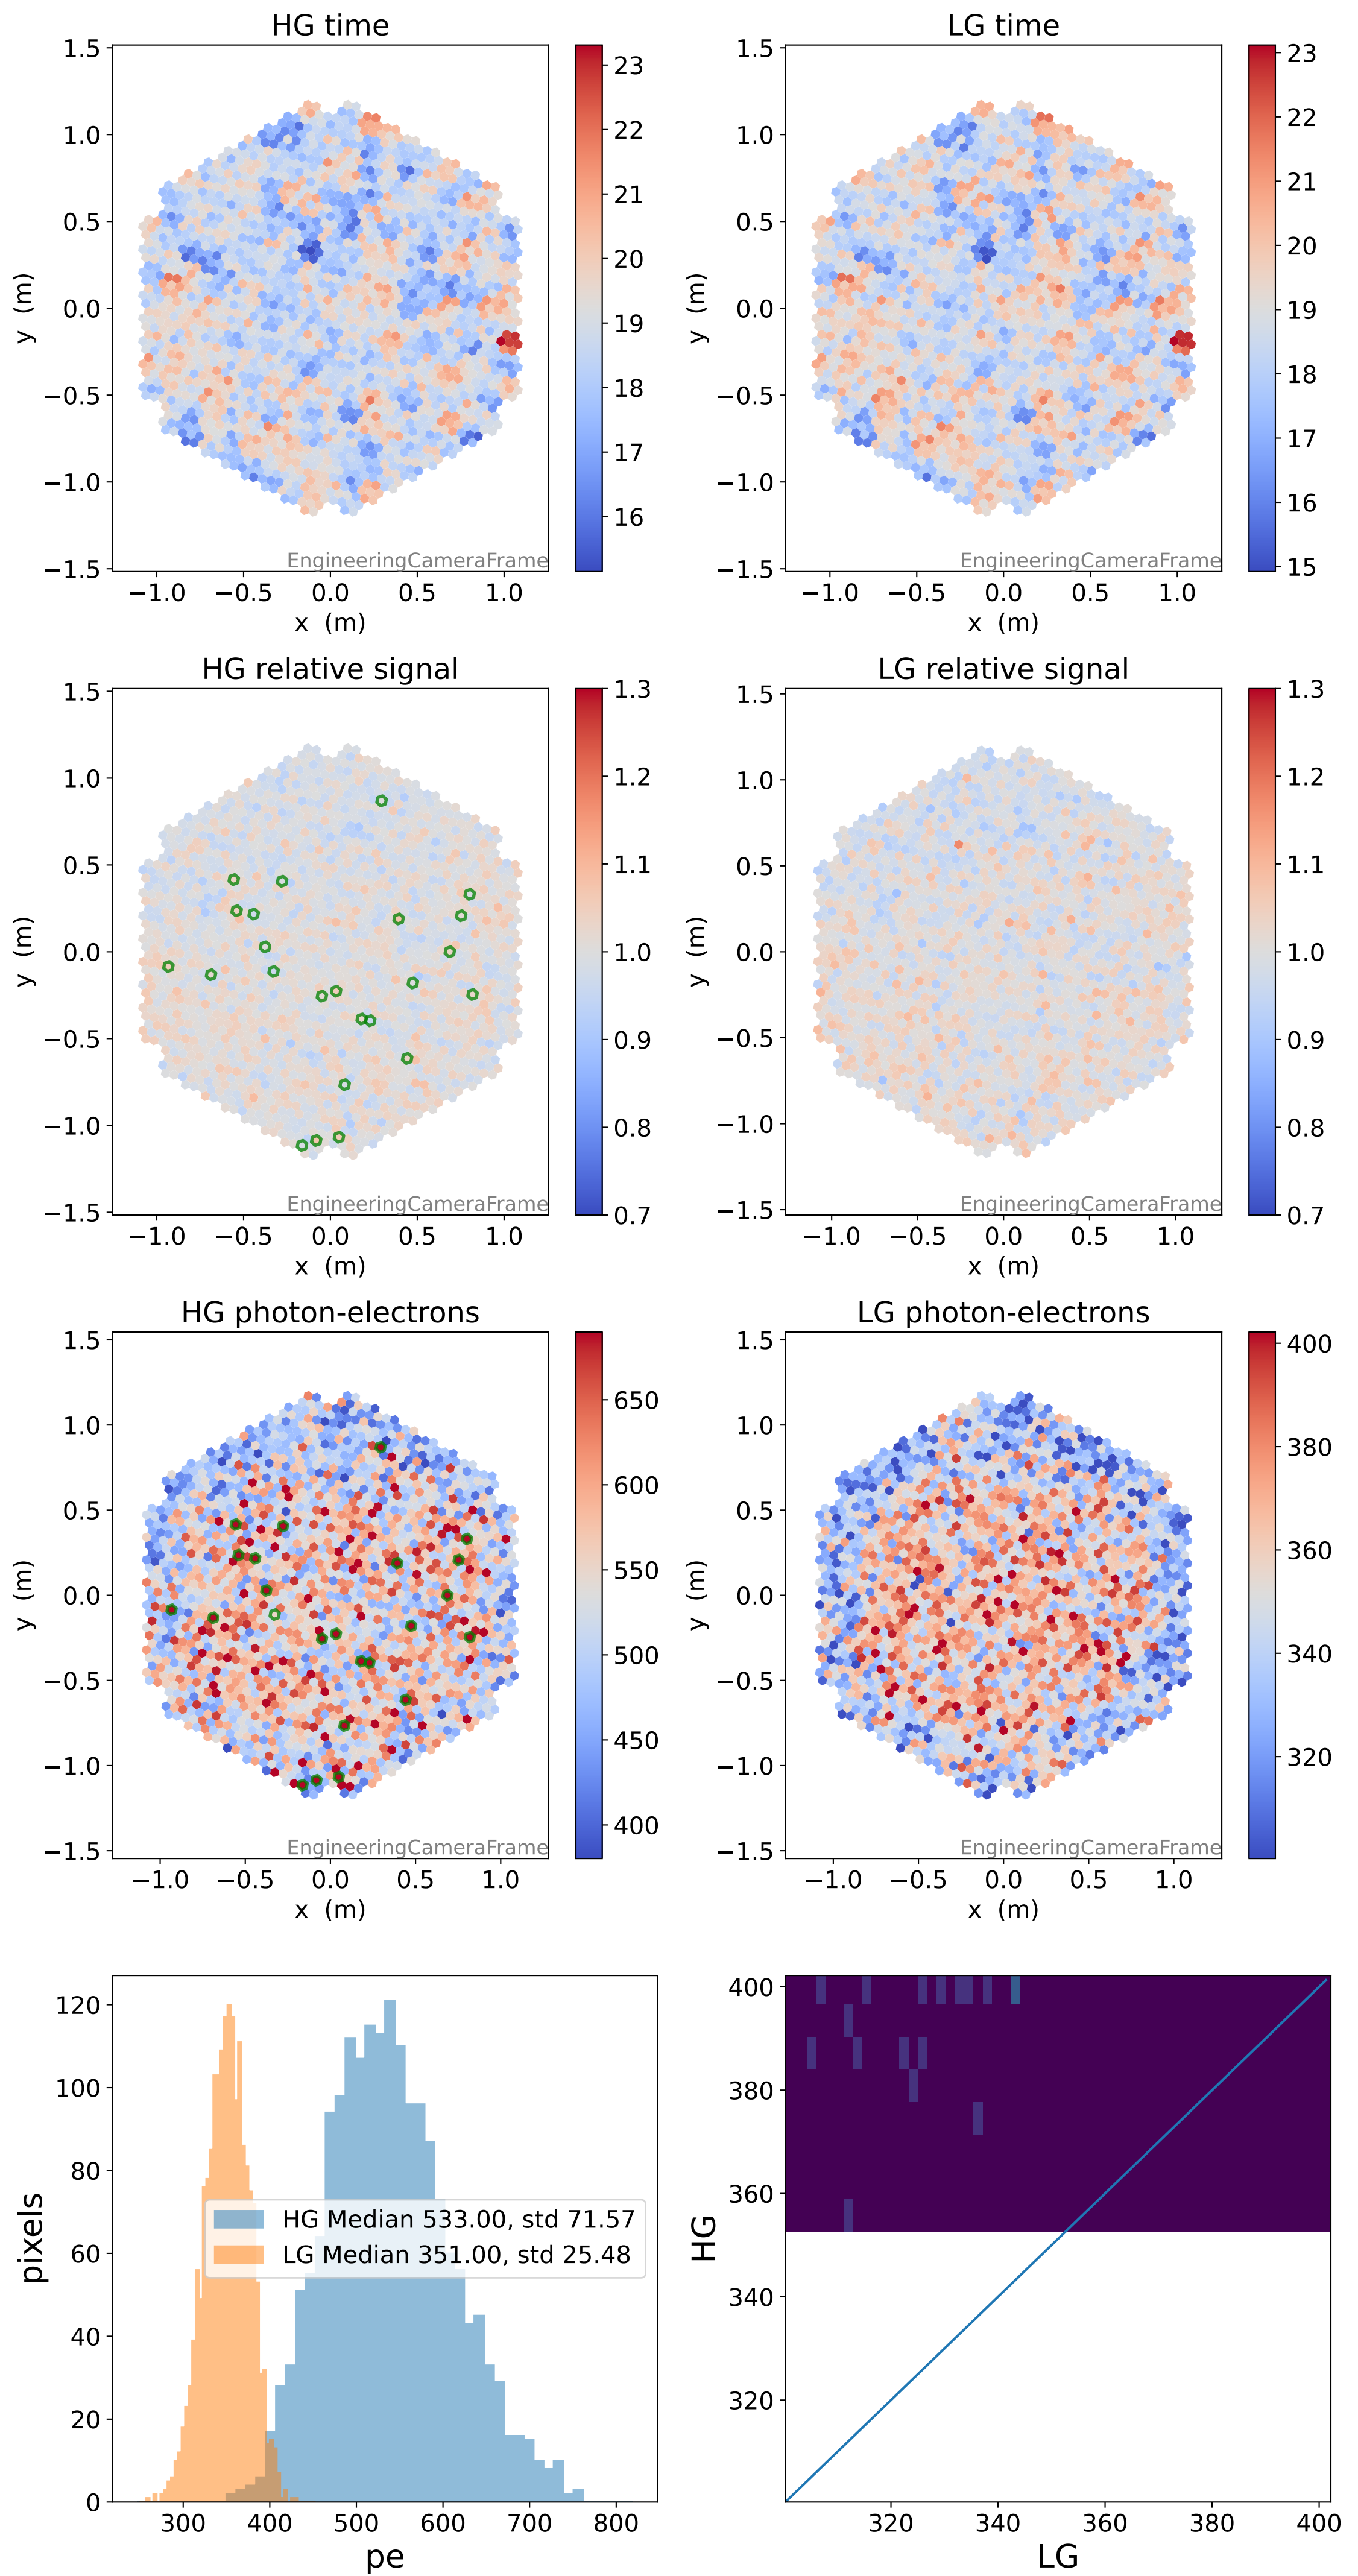 HG time
1.5
1.0
0.5
0.0
−0.5
−1.0
−1.5
y (m)
−1.0 −0.5 0.0 0.5 1.0
x (m)
EngineeringCameraFrame
23
22
21
20
19
18
17
16
LG time
1.5
1.0
0.5
0.0
−0.5
−1.0
−1.5
y (m)
−1.0 −0.5 0.0 0.5 1.0
x (m)
EngineeringCameraFrame
23
22
21
20
19
18
17
16
15
HG relative signal
1.5
1.0
0.5
0.0
−0.5
−1.0
−1.5
y (m)
−1.0 −0.5 0.0 0.5 1.0
x (m)
EngineeringCameraFrame
1.3
1.2
1.1
1.0
0.9
0.8
0.7
LG relative signal
1.5
1.0
0.5
0.0
−0.5
−1.0
−1.5
y (m)
−1.0 −0.5 0.0 0.5 1.0
x (m)
EngineeringCameraFrame
1.3
1.2
1.1
1.0
0.9
0.8
0.7
HG photon-electrons
1.5
1.0
0.5
0.0
−0.5
−1.0
−1.5
y (m)
−1.0 −0.5 0.0 0.5 1.0
x (m)
EngineeringCameraFrame
650
600
550
500
450
400
LG photon-electrons
1.5
1.0
0.5
0.0
−0.5
−1.0
−1.5
y (m)
−1.0 −0.5 0.0 0.5 1.0
x (m)
EngineeringCameraFrame
400
380
360
340
320
120
100
80
60
40
20
0
pixels
HG Median 533.00, std 71.57
LG Median 351.00, std 25.48
300 400 500 600 700 800
pe
400
380
360
340
320
HG
320 340 360 380 400
LG